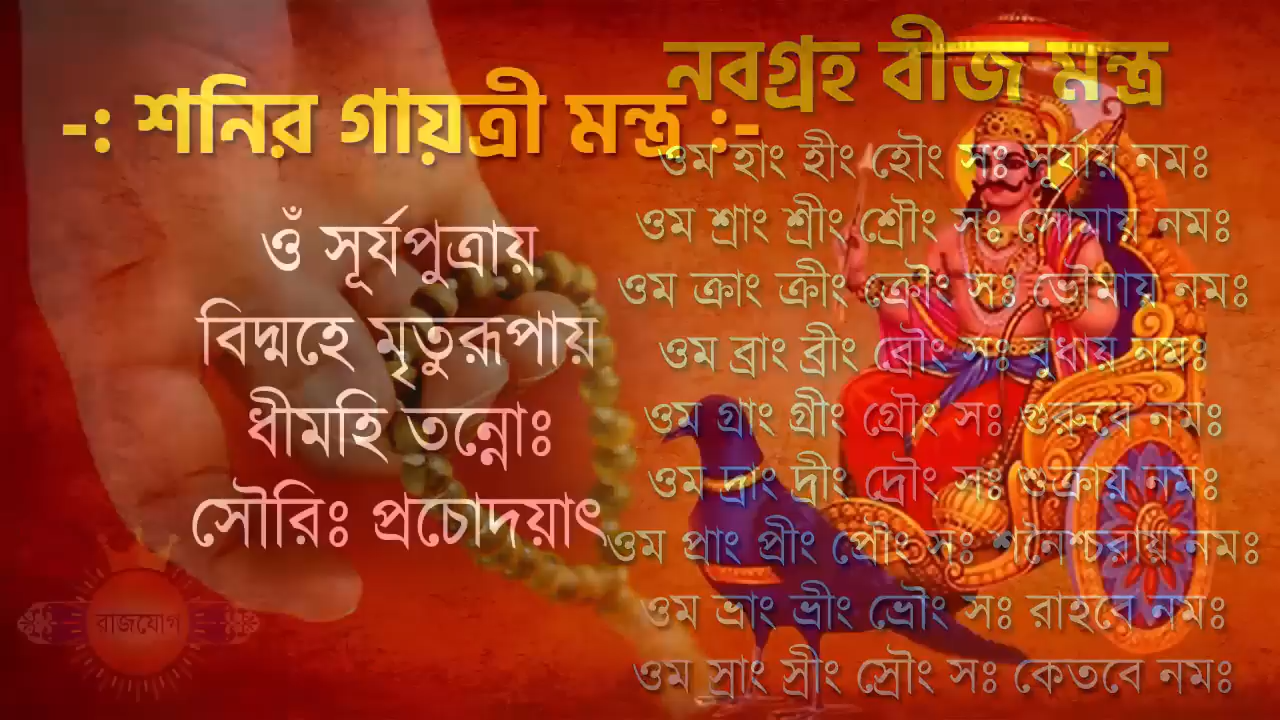 -: শনির গায়ত্রী মন্ত্র :-
ওঁ সূর্যপুত্রায়
বিদ্মহে মৃতুরূপায়
ধীমহি তন্নোঃ
সৌরিঃ প্রচোদয়াৎ
রাজযোগ
নবগ্রহ বীজ মন্ত্র
ওম হাং হীং হৌং সঃ সূযায় নমঃ
ওম শ্রাং শ্রীং শ্রৌং সঃ সোমায় নমঃ
ওম ক্রাং ক্রীং ক্রৌং সঃ ভৌমায় নমঃ
ওম ব্রাং ব্রীং ব্রৌং সঃ বুধায় নমঃ
ওম গ্রাং গ্রীং গ্রৌং সঃ গুরুবে নমঃ
ওম দ্রাং দ্রীং দ্রৌং সঃ শুক্রায় নমঃ
ওম প্রাং প্রীং প্রৌং সঃ শনৈশ্চরায় নমঃ
ওম ভ্রাং ভ্রীং ভ্রৌং সঃ রাহবে নমঃ
ওম স্রাং স্রীং স্রৌং সঃ কেতবে নমঃ